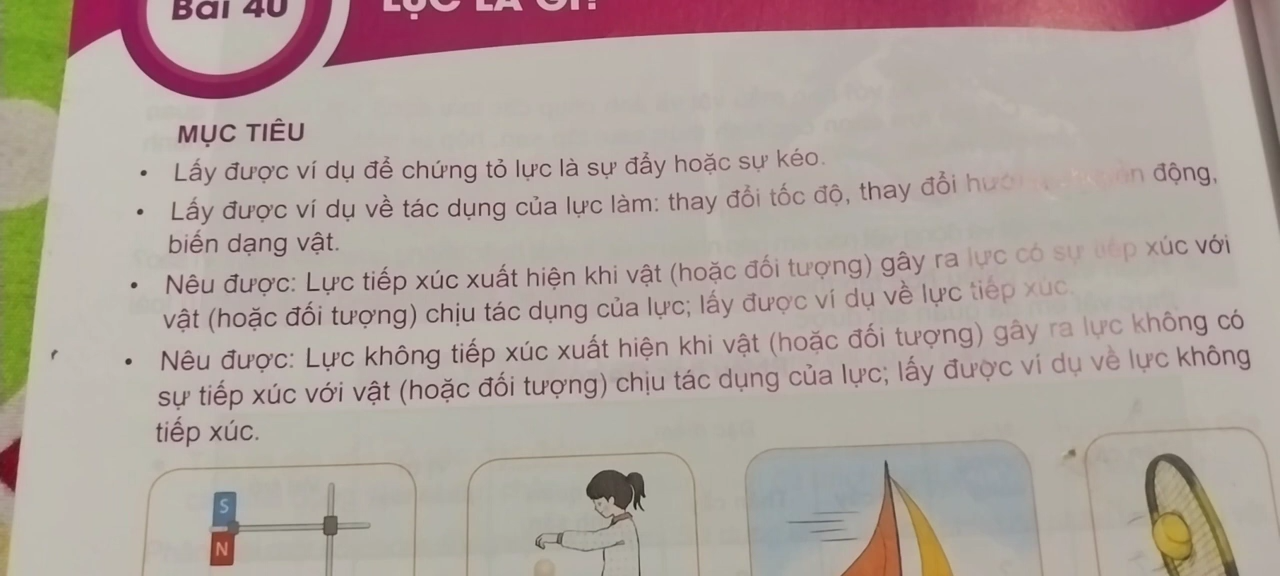 Bài 40
LỰC LÀ GÌ?
MỤC TIÊU
• Lấy được ví dụ để chứng tỏ lực là sự đẩy hoặc sự kéo.
• Lấy được ví dụ về tác dụng của lực làm: thay đổi tốc độ, thay đổi hướng động,
biến dạng vật.
• Nêu được: Lực tiếp xúc xuất hiện khi vật (hoặc đối tượng) gây ra lực có sự tiếp xúc với
vật (hoặc đối tượng) chịu tác dụng của lực; lấy được ví dụ về lực tiếp xúc.
• Nêu được: Lực không tiếp xúc xuất hiện khi vật (hoặc đối tượng) gây ra lực không có
sự tiếp xúc với vật (hoặc đối tượng) chịu tác dụng của lực; lấy được ví dụ về lực không
tiếp xúc.
S
N